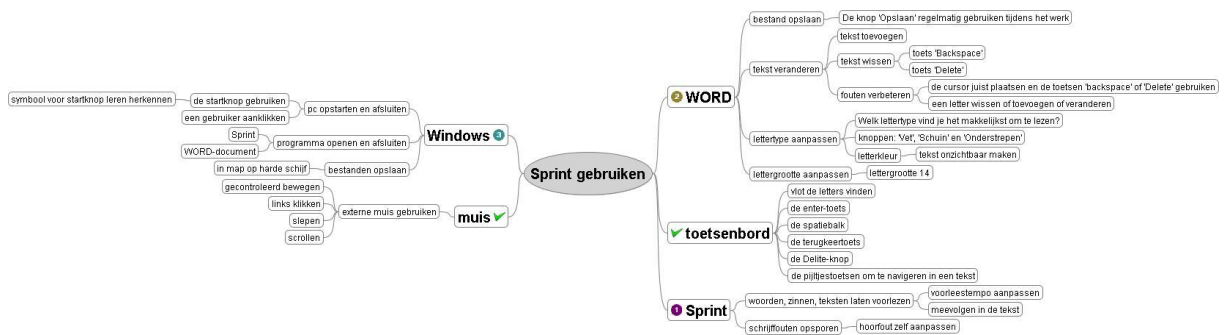 Sprint gebruiken
2 WORD
bestand opslaan
De knop 'Opslaan' regelmatig gebruiken tijdens het werk
tekst veranderen
tekst toevoegen
tekst wissen
toets 'Backspace'
toets 'Delete'
fouten verbeteren
de cursor juist plaatsen en de toetsen 'backspace' of 'Delete' gebruiken
een letter wissen of toevoegen of veranderen
lettertype aanpassen
Welk lettertype vind je het makkelijkst om te lezen?
knoppen: 'Vet', 'Schuin' en 'Onderstrepen'
letterkleur
tekst onzichtbaar maken
lettergrootte aanpassen
lettergrootte 14
toetsenbord
vlot de letters vinden
de enter-toets
de spatiebalk
de terugkeertoets
de Delite-knop
de pijltjestoetsen om te navigeren in een tekst
1 Sprint
woorden, zinnen, teksten laten voorlezen
voorleestempo aanpassen
meevolgen in de tekst
schrijffouten opsporen
hoorfout zelf aanpassen
Windows 3
pc opstarten en afsluiten
de startknop gebruiken
symbool voor startknop leren herkennen
een gebruiker aanklikken
programma openen en afsluiten
Sprint
WORD-document
bestanden opslaan
in map op harde schijf
muis
externe muis gebruiken
gecontroleerd bewegen
links klikken
slepen
scrollen